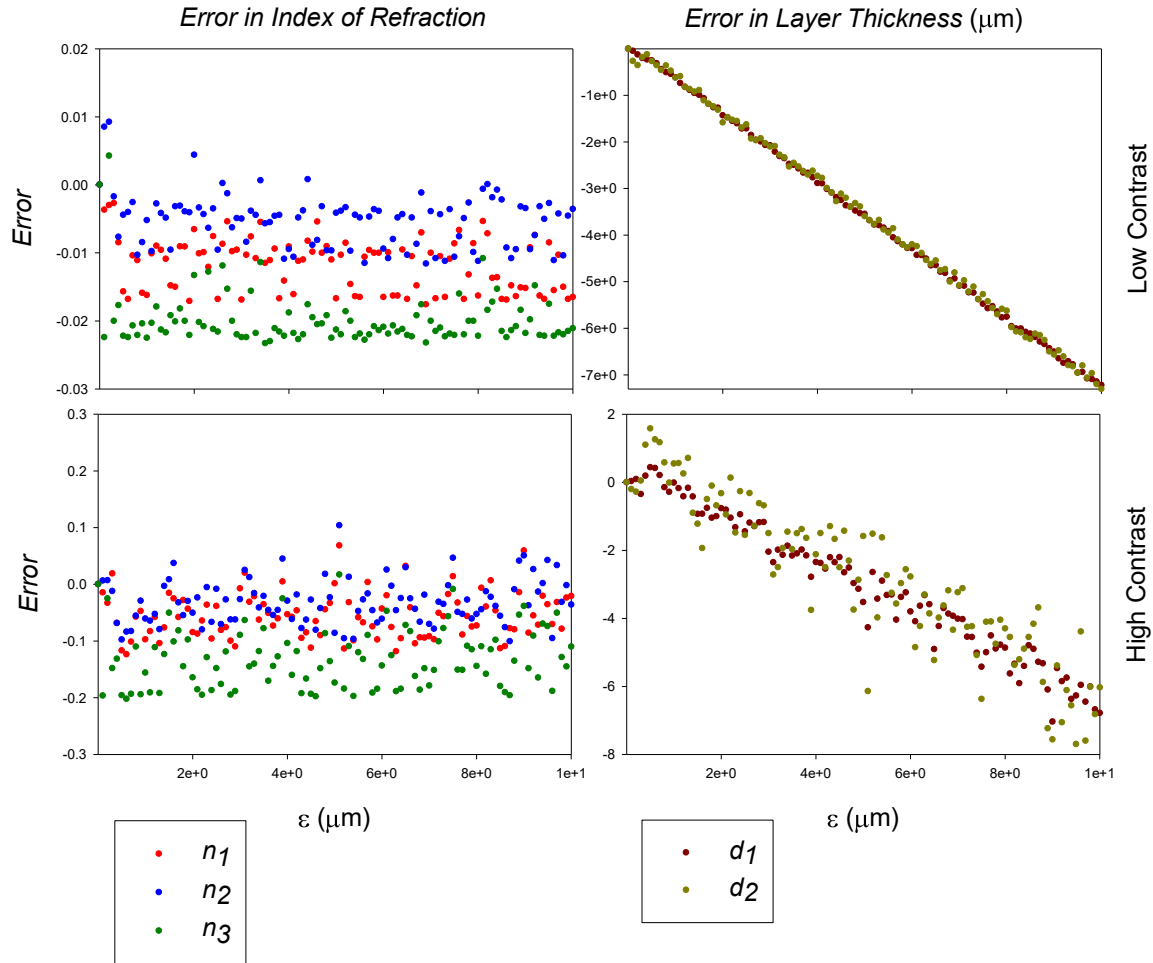 Error in Index of Refraction
Error in Layer Thickness (μm)
0.02
0.01
0.00
-0.01
-0.02
-0.03
Error
-1e+0
-2e+0
-3e+0
-4e+0
-5e+0
-6e+0
-7e+0
Low Contrast
0.3
0.2
0.1
0.0
-0.1
-0.2
-0.3
Error
2e+0
4e+0
6e+0
8e+0
1e+1
ε (μm)
2
0
-2
-4
-6
-8
2e+0
4e+0
6e+0
8e+0
1e+1
ε (μm)
High Contrast
n1
n2
n3
d1
d2